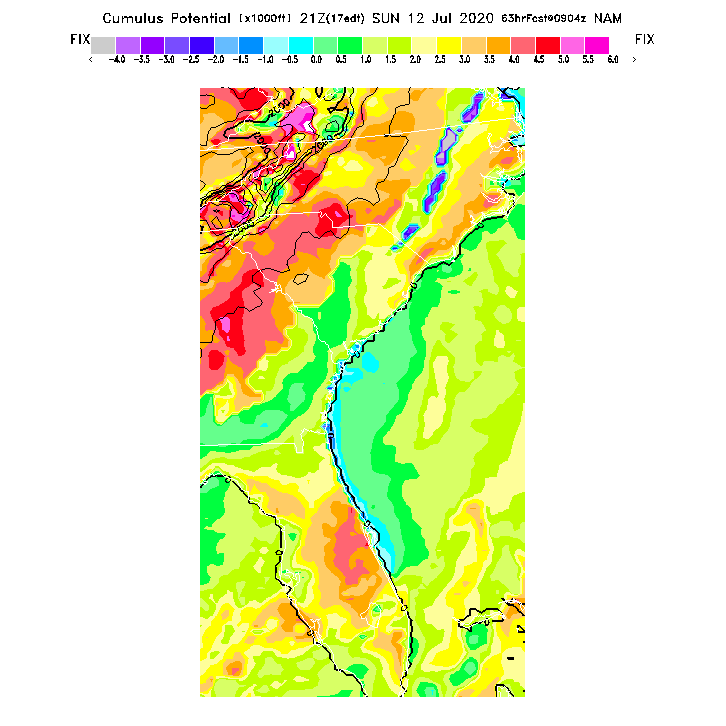 Cumulus Potential [x1000ft] 21Z(17edt) SUN 12 Jul 2020 63hrFcst@0904z NAM
FIX FIX
< -4.0 -3.5 -3.0 -2.5 -2.0 -1.5 -1.0 -0.5 0.0 0.5 1.0 1.5 2.0 2.5 3.0 3.5 4.0 4.5 5.0 5.5 6.0 >
2000
2000